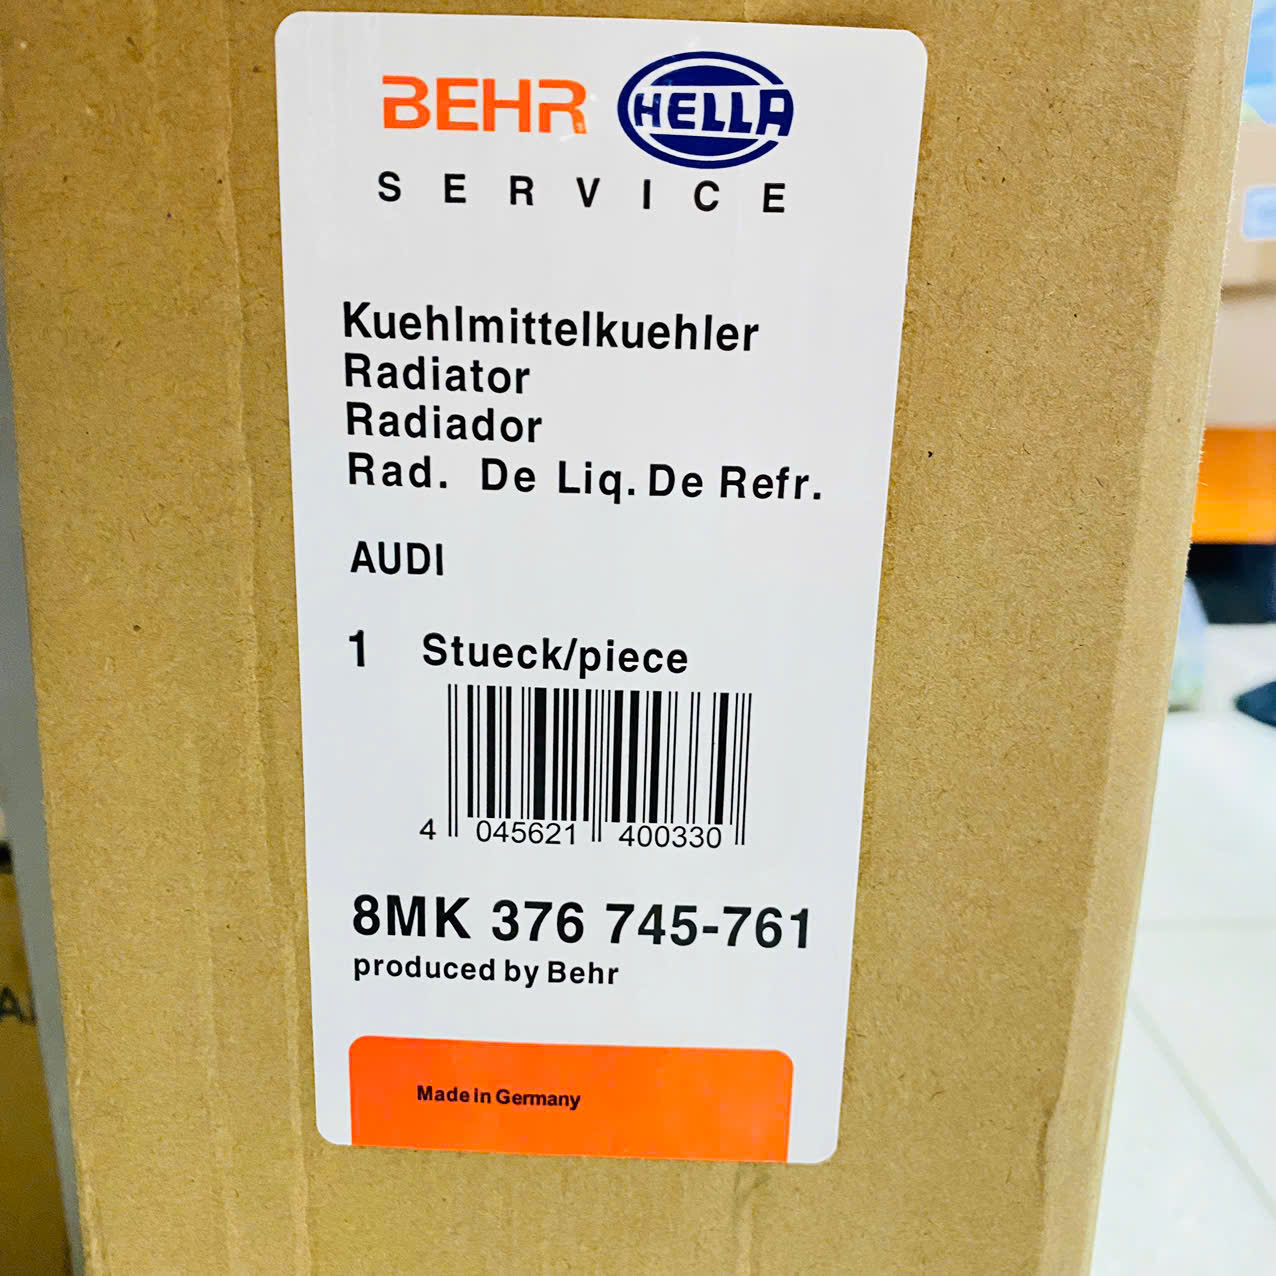 BEHR HELLA
SERVICE
Kuehlmittelkuehler
Radiator
Radiador
Rad. De Liq. De Refr.
AUDI
1 Stueck/piece
4 045621 400330
8MK 376 745-761
produced by Behr
Made in Germany